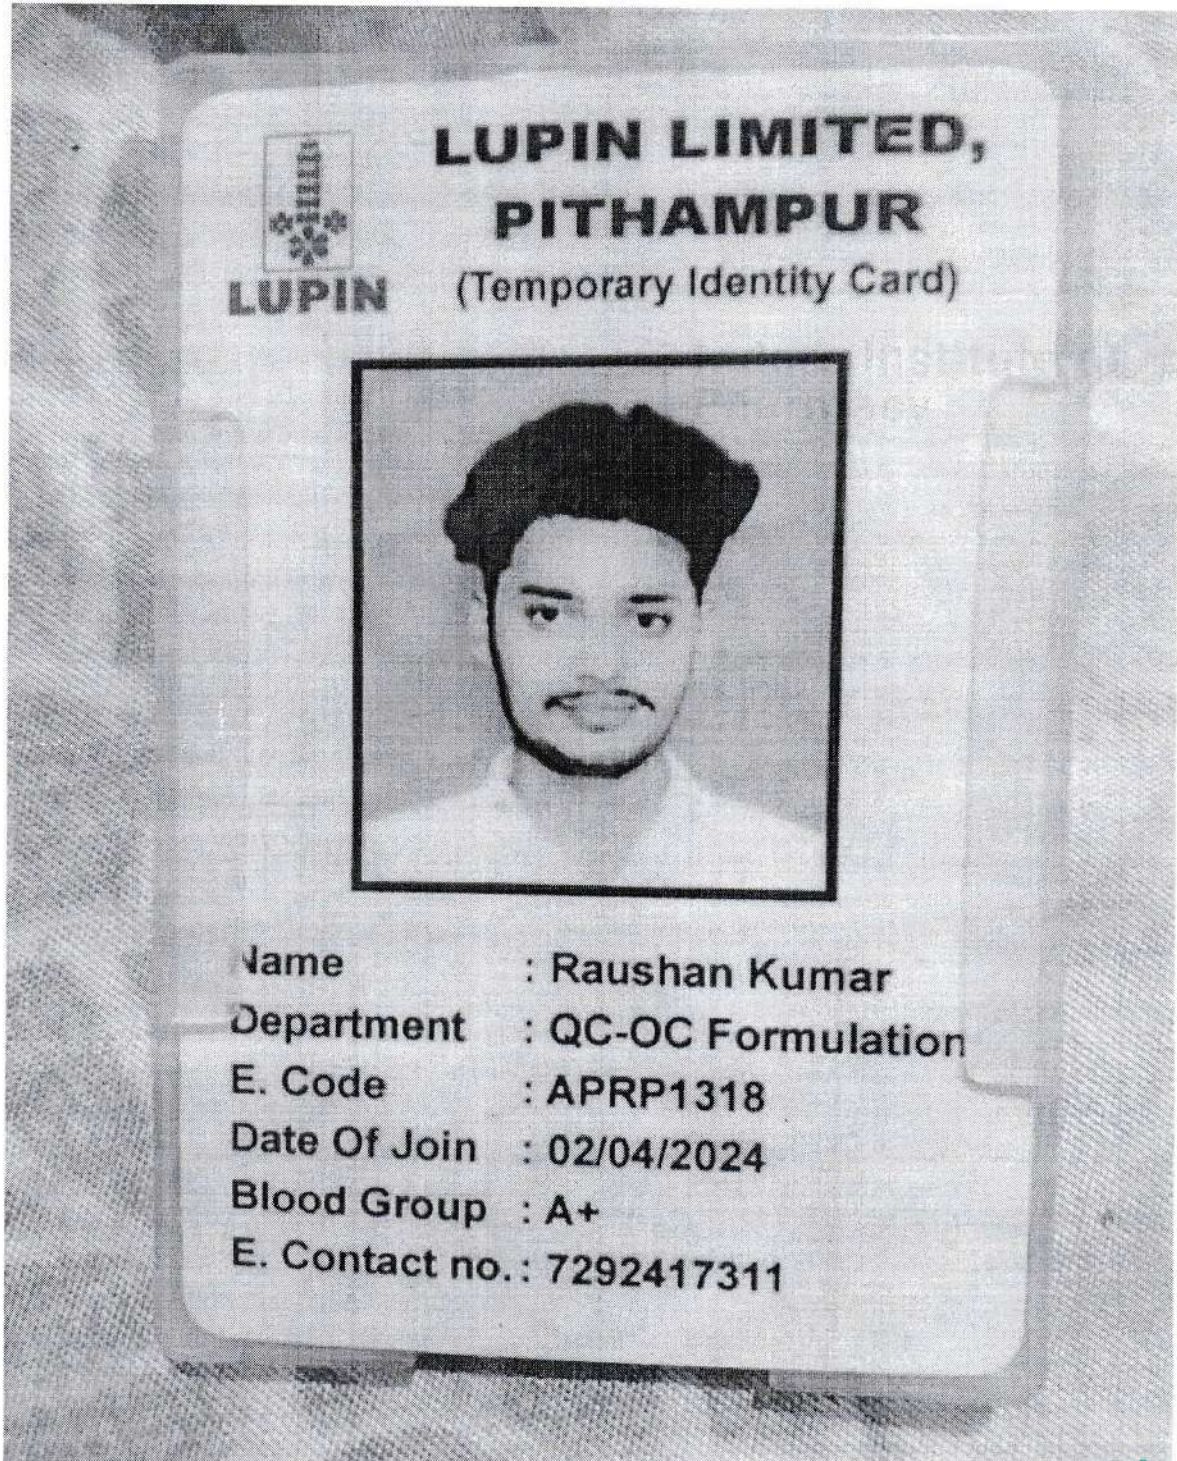 LUPIN LIMITED,
PITHAMPUR
LUPIN
(Temporary Identity Card)
Name : Raushan Kumar
Department : QC-OC Formulation
E. Code : APRP1318
Date Of Join : 02/04/2024
Blood Group : A+
E. Contact no. : 7292417311